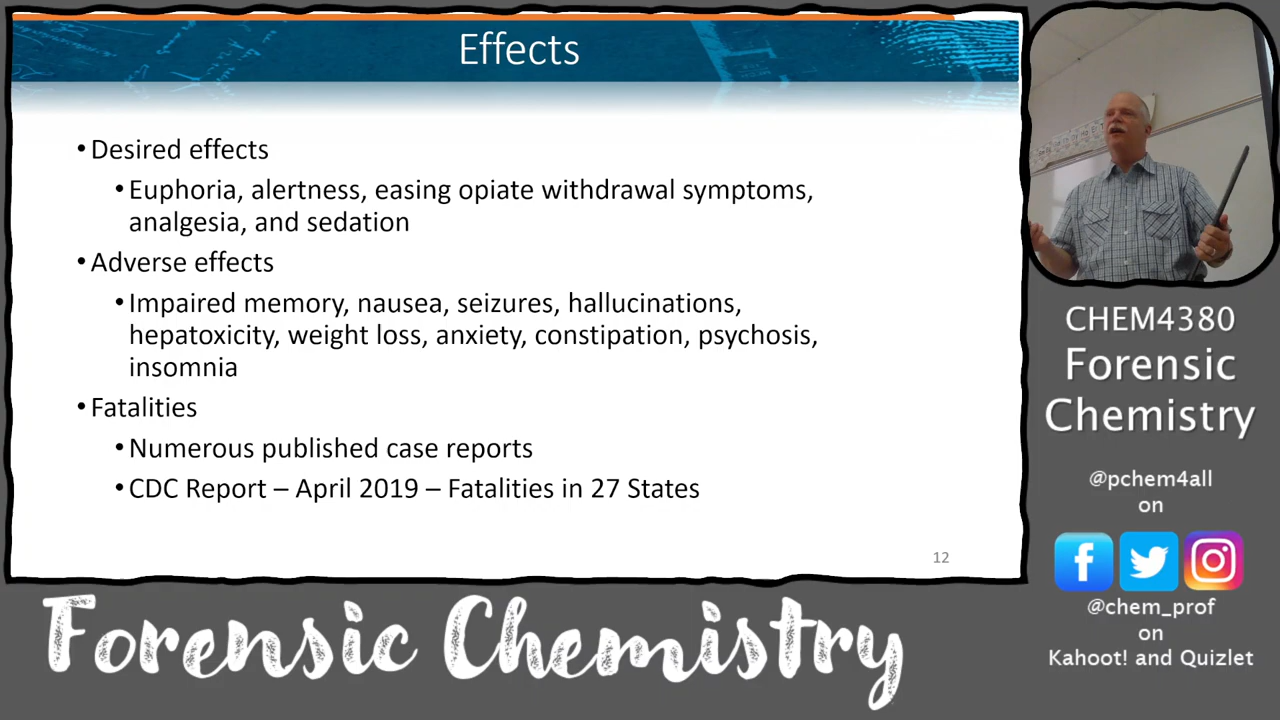 Effects
•Desired effects
•Euphoria, alertness, easing opiate withdrawal symptoms,
analgesia, and sedation
•Adverse effects
•Impaired memory, nausea, seizures, hallucinations,
hepatoxicity, weight loss, anxiety, constipation, psychosis,
insomnia
•Fatalities
•Numerous published case reports
•CDC Report – April 2019 – Fatalities in 27 States
12
CHEM4380
Forensic
Chemistry
@pchem4all
on
@chem_prof
on
Kahoot! and Quizlet
Forensic Chemistry